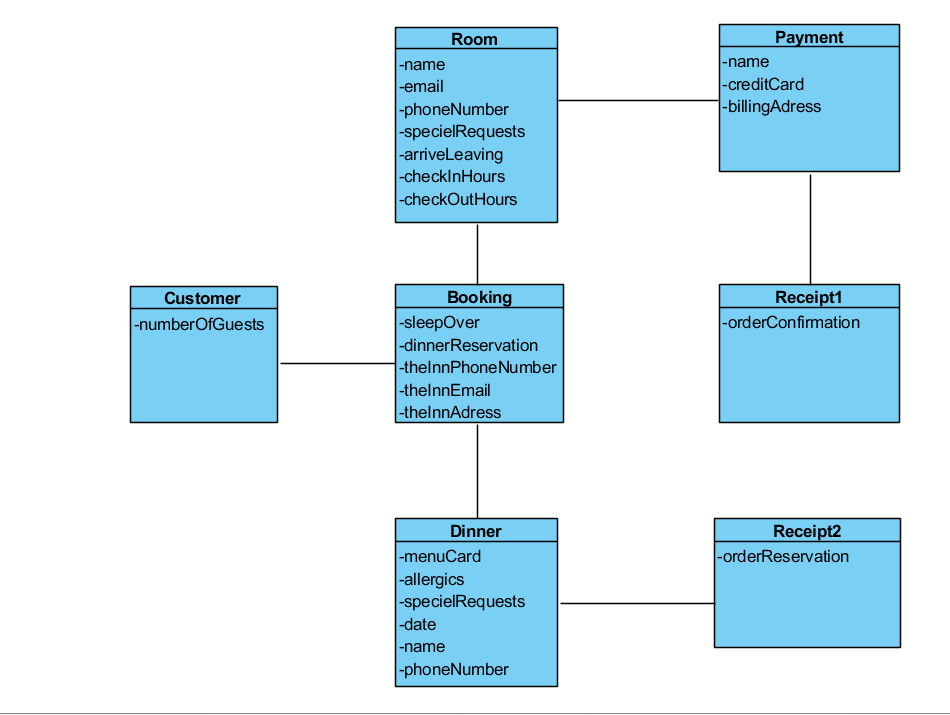 Room
-name
-email
-phoneNumber
-specielRequests
-arriveLeaving
-checkInHours
-checkOutHours
Payment
-name
-creditCard
-billingAdress
Customer
-numberOfGuests
Booking
-sleepOver
-dinnerReservation
-theInnPhoneNumber
-theInnEmail
-theInnAdress
Receipt1
-orderConfirmation
Dinner
-menuCard
-allergics
-specielRequests
-date
-name
-phoneNumber
Receipt2
-orderReservation